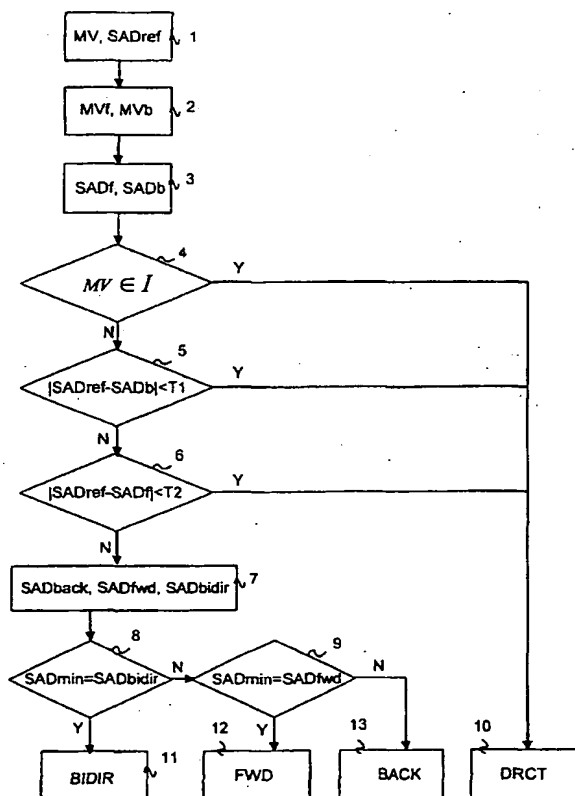 MV, SADref
1
MVf, MVb
2
SADf, SADb
3
4
MV ∈ I
Y
N
5
|SADref-SADb|<T1
Y
N
6
|SADref-SADf|<T2
Y
N
SADback, SADfwd, SADbidir
7
8
SADmin=SADbidir
N
9
SADmin=SADfwd
N
Y
Y
BIDIR
11
12
FWD
13
BACK
10
DRCT